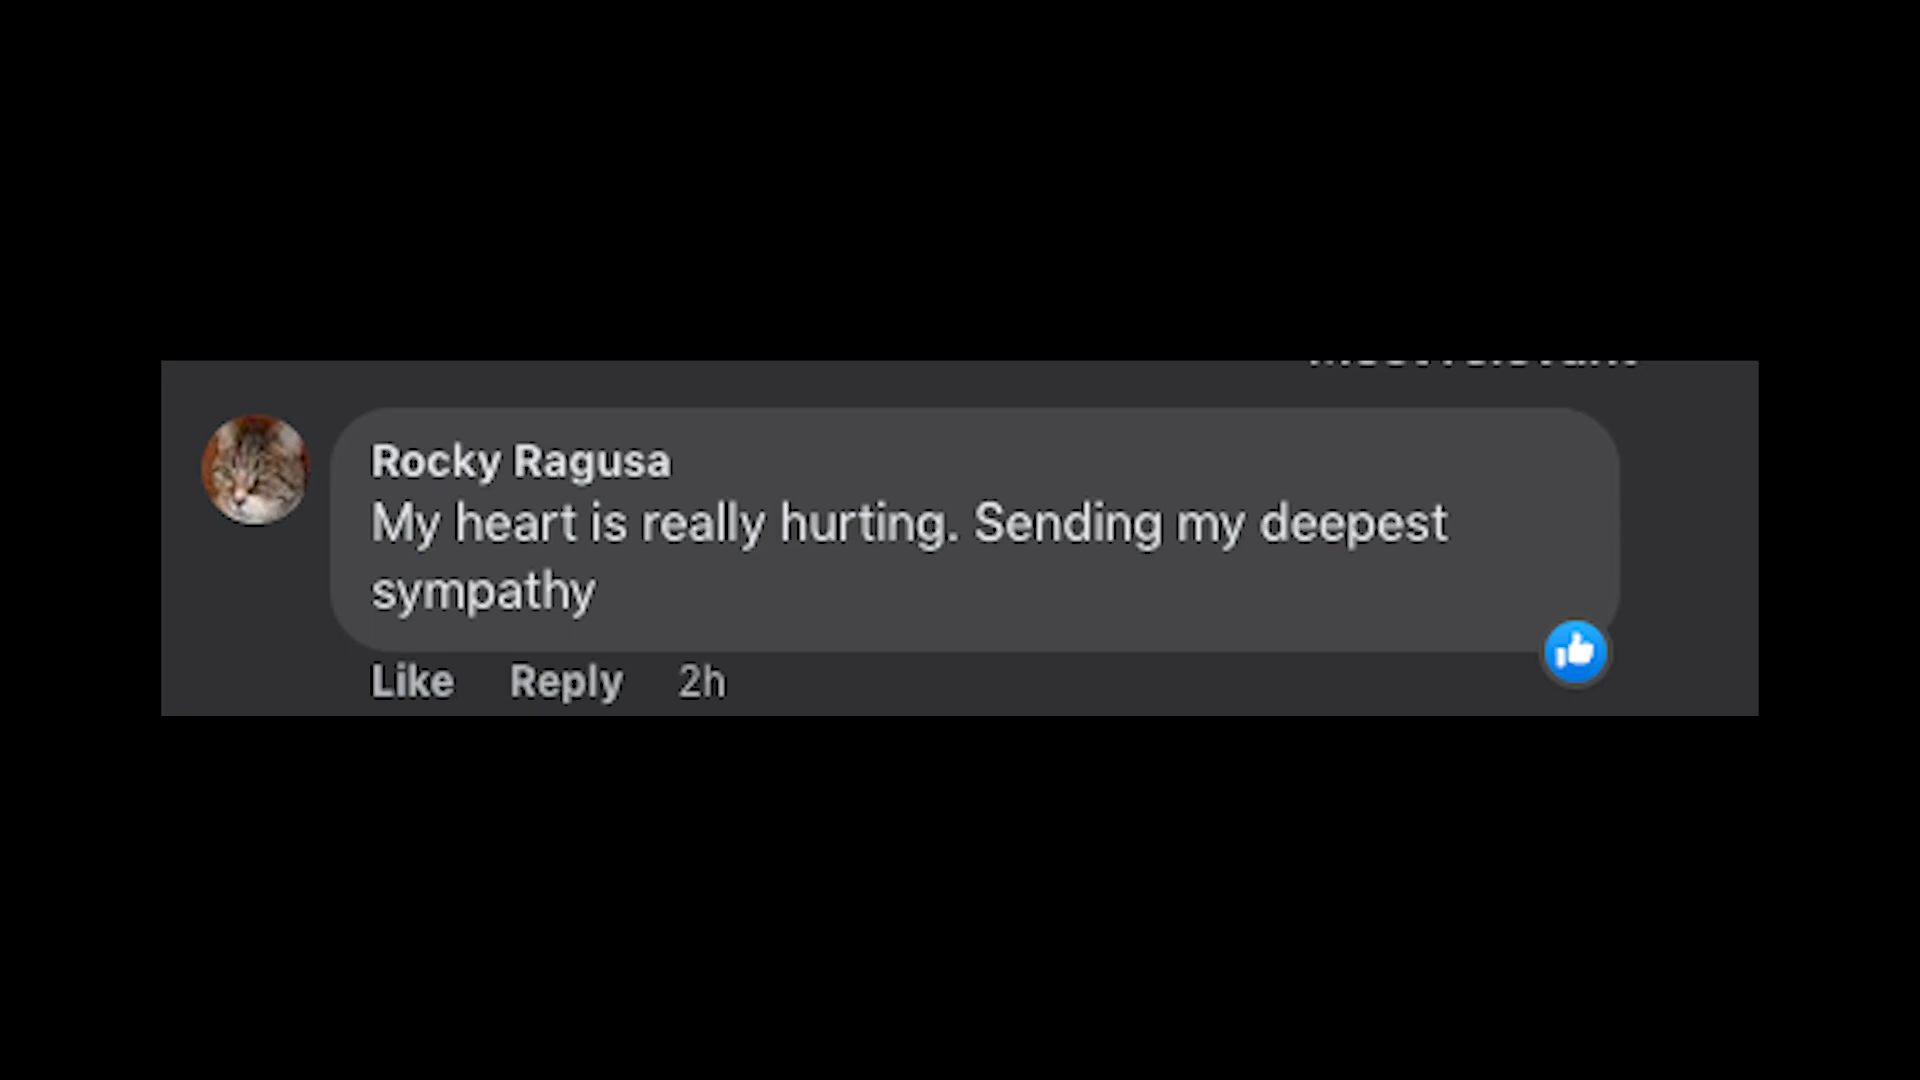 Rocky Ragusa
My heart is really hurting. Sending my deepest
sympathy
Like Reply 2h